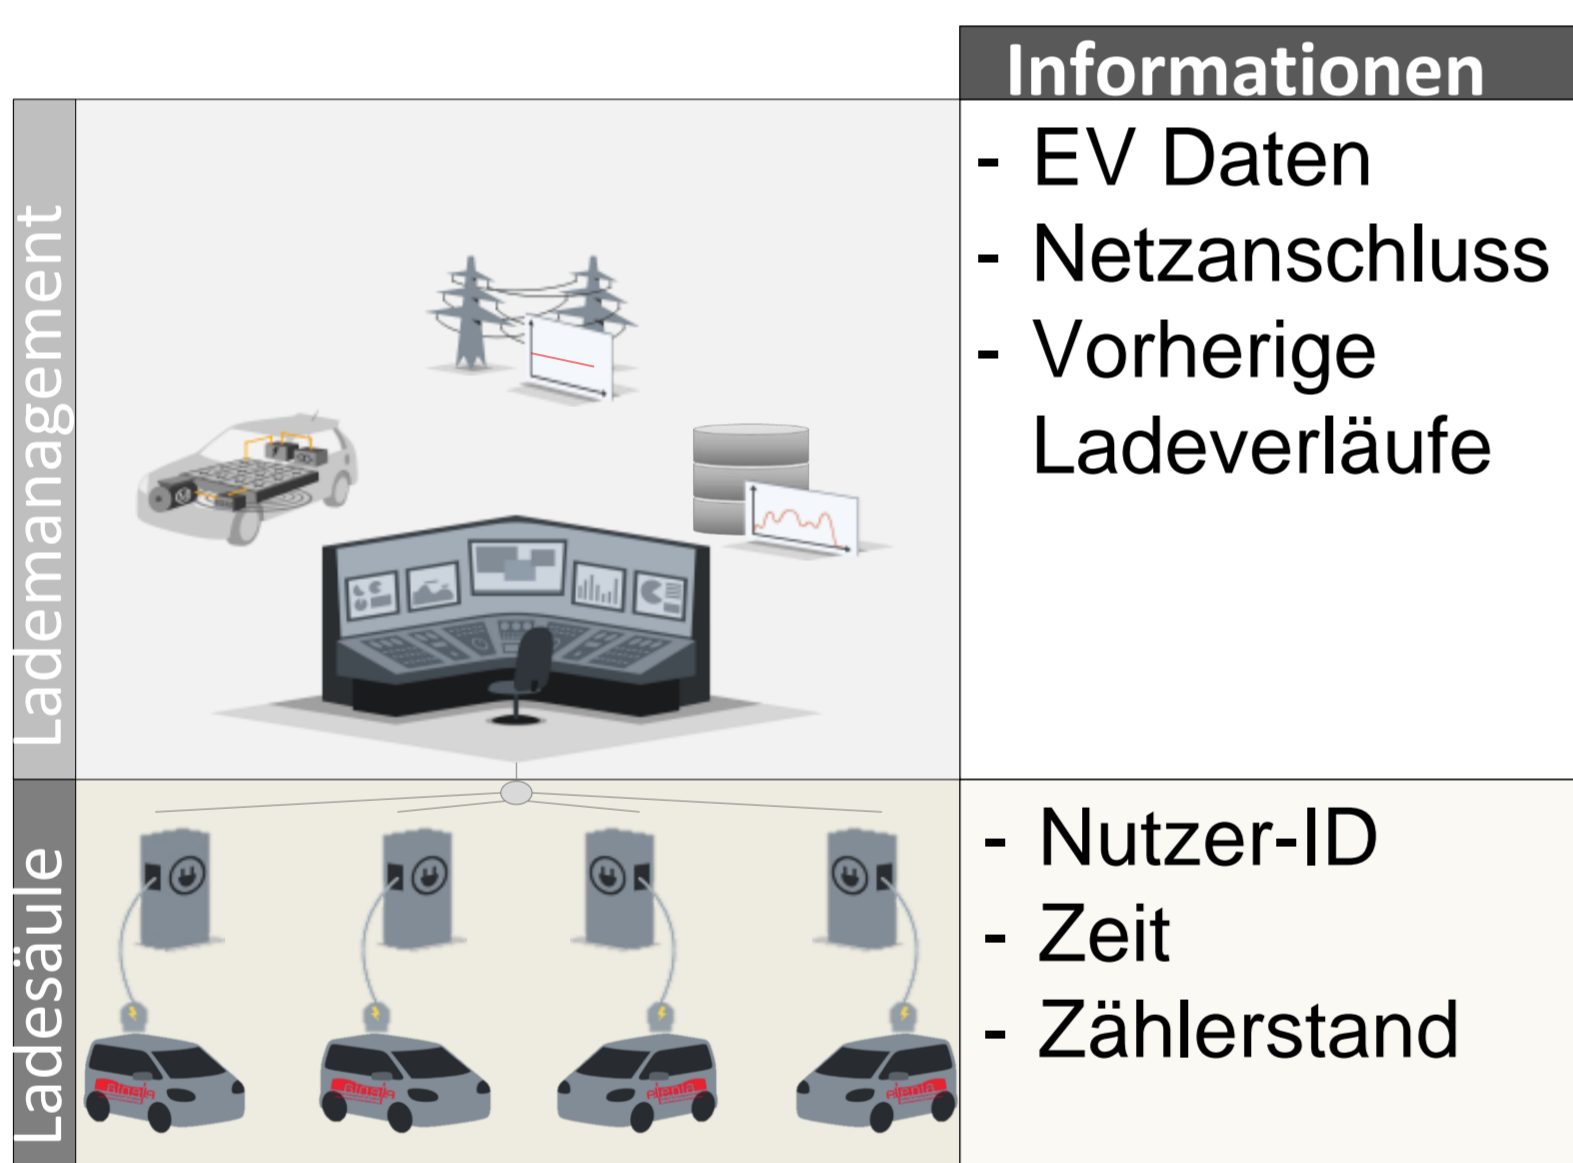 Informationen
Lademanagement
- EV Daten
- Netzanschluss
- Vorherige
Ladeverläufe
Ladesäule
- Nutzer-ID
- Zeit
- Zählerstand